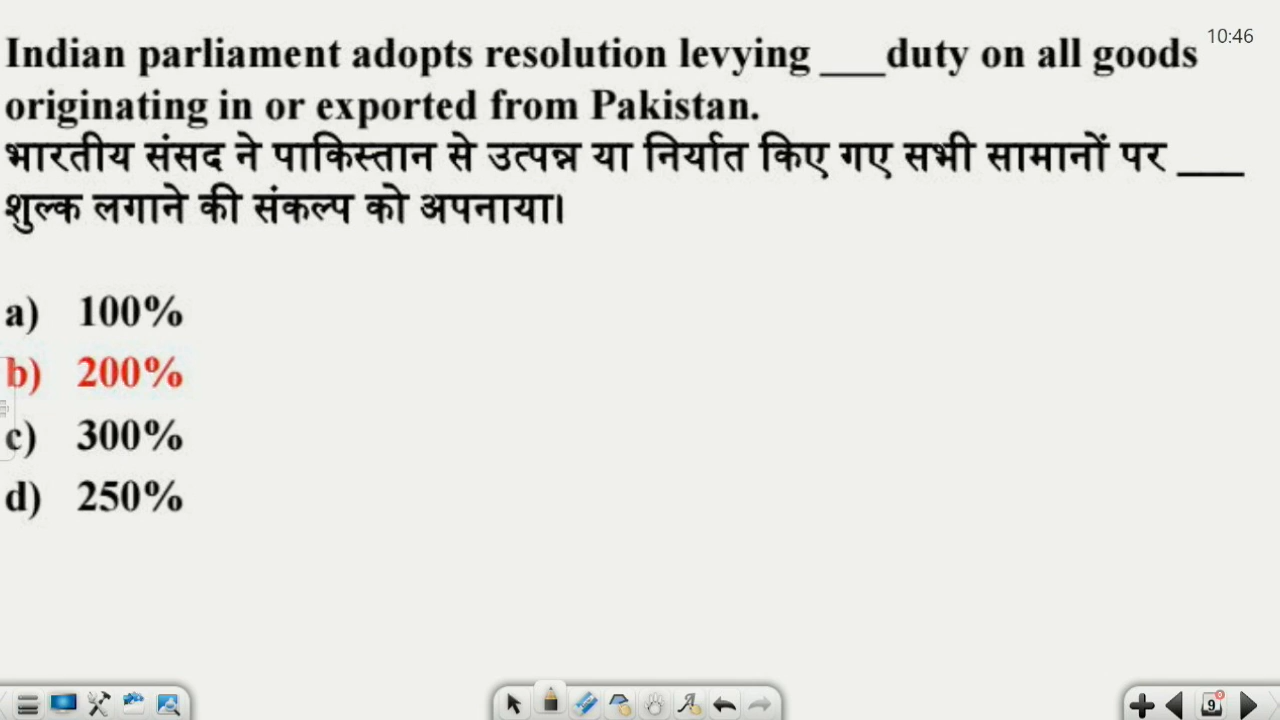 10:46
Indian parliament adopts resolution levying ___duty on all goods
originating in or exported from Pakistan.
भारतीय संसद ने पाकिस्तान से उत्पन्न या निर्यात किए गए सभी सामानों पर ___
शुल्क लगाने की संकल्प को अपनाया।
a) 100%
b) 200%
c) 300%
d) 250%
9